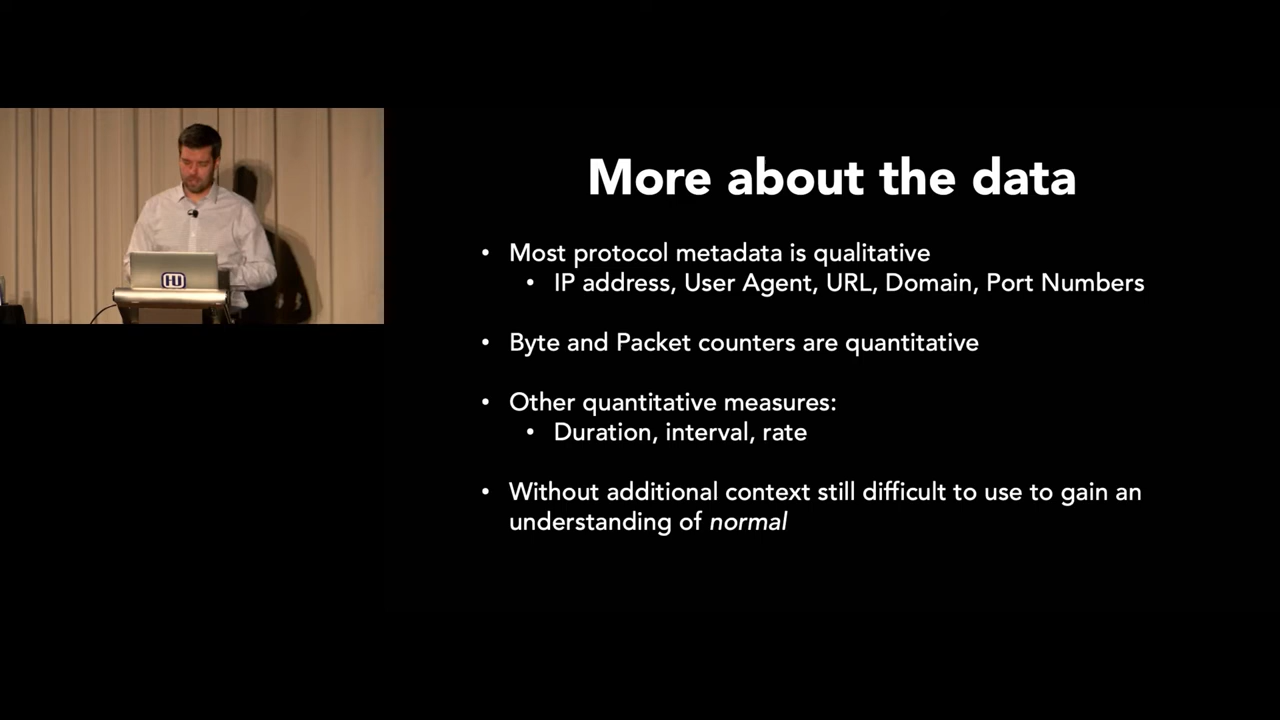 More about the data
• Most protocol metadata is qualitative
• IP address, User Agent, URL, Domain, Port Numbers
• Byte and Packet counters are quantitative
• Other quantitative measures:
• Duration, interval, rate
• Without additional context still difficult to use to gain an
understanding of normal